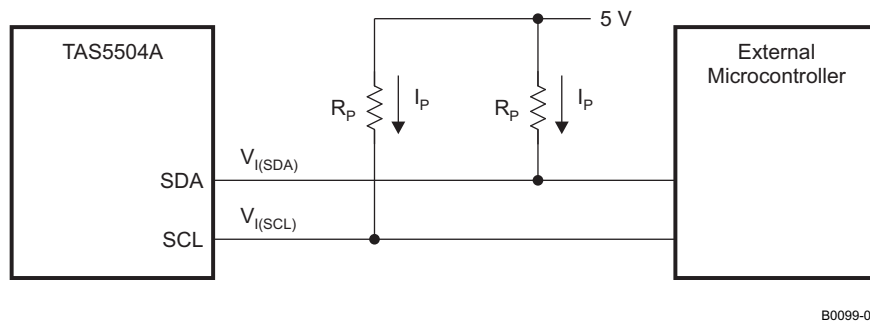 5 V
TAS5504A
External
Microcontroller
R_P
I_P
R_P
I_P
V_I(SDA)
SDA
V_I(SCL)
SCL
B0099-0